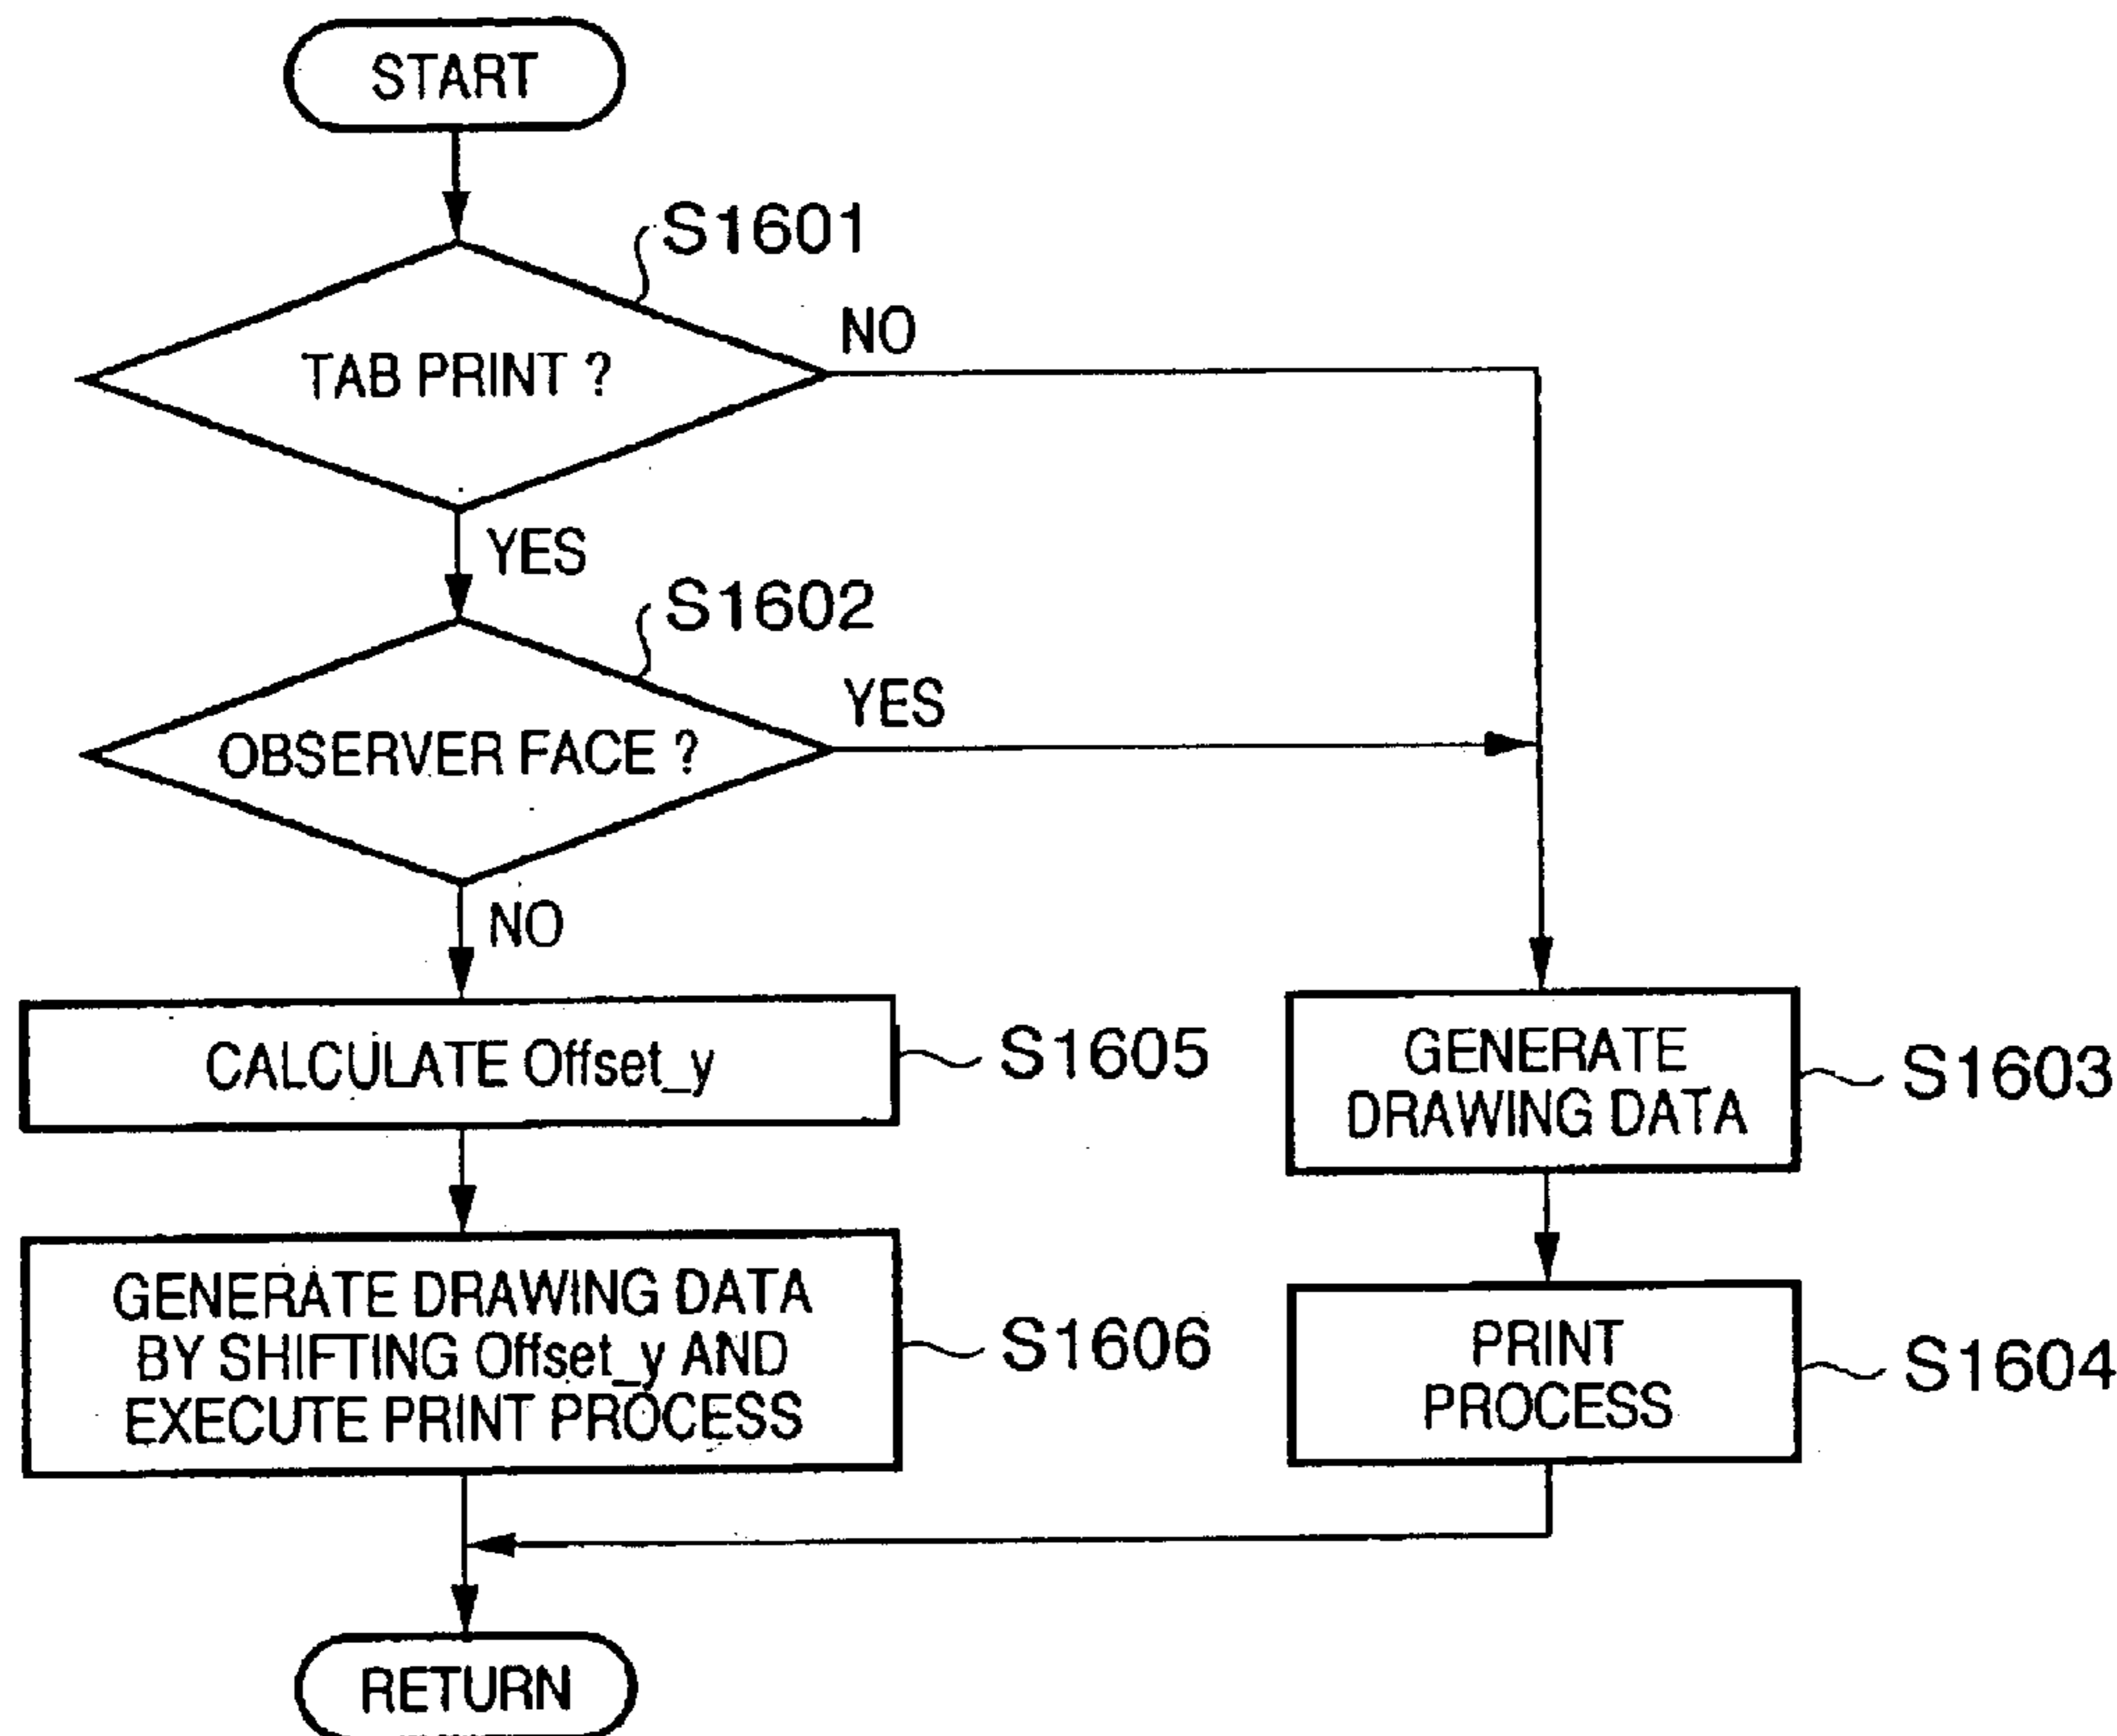 START
S1601
NO
TAB PRINT ?
YES
S1602
YES
OBSERVER FACE ?
NO
CALCULATE Offset_y
S1605
GENERATE
DRAWING DATA
S1603
GENERATE DRAWING DATA
BY SHIFTING Offset_y AND
EXECUTE PRINT PROCESS
S1606
PRINT
PROCESS
S1604
RETURN